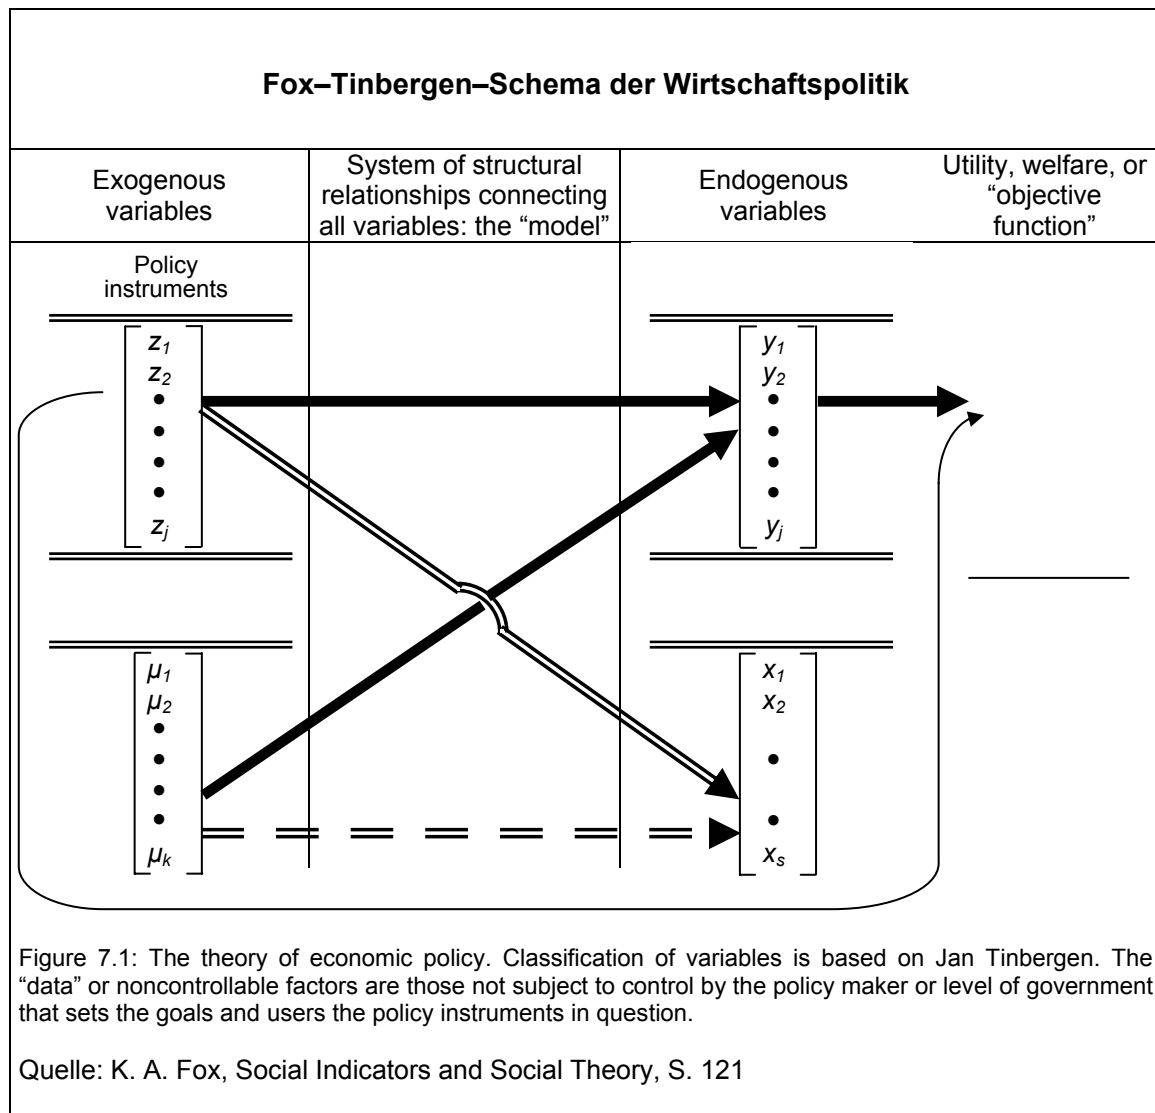 Fox–Tinbergen–Schema der Wirtschaftspolitik
Exogenous
variables
System of structural
relationships connecting
all variables: the “model”
Endogenous
variables
Utility, welfare, or
“objective
function”
Policy
instruments
z1
z2
•
•
•
•
zj
y1
y2
•
•
•
•
yj
μ1
μ2
•
•
•
•
μk
x1
x2
•
•
xs
Figure 7.1: The theory of economic policy. Classification of variables is based on Jan Tinbergen. The
“data” or noncontrollable factors are those not subject to control by the policy maker or level of government
that sets the goals and users the policy instruments in question.
Quelle: K. A. Fox, Social Indicators and Social Theory, S. 121